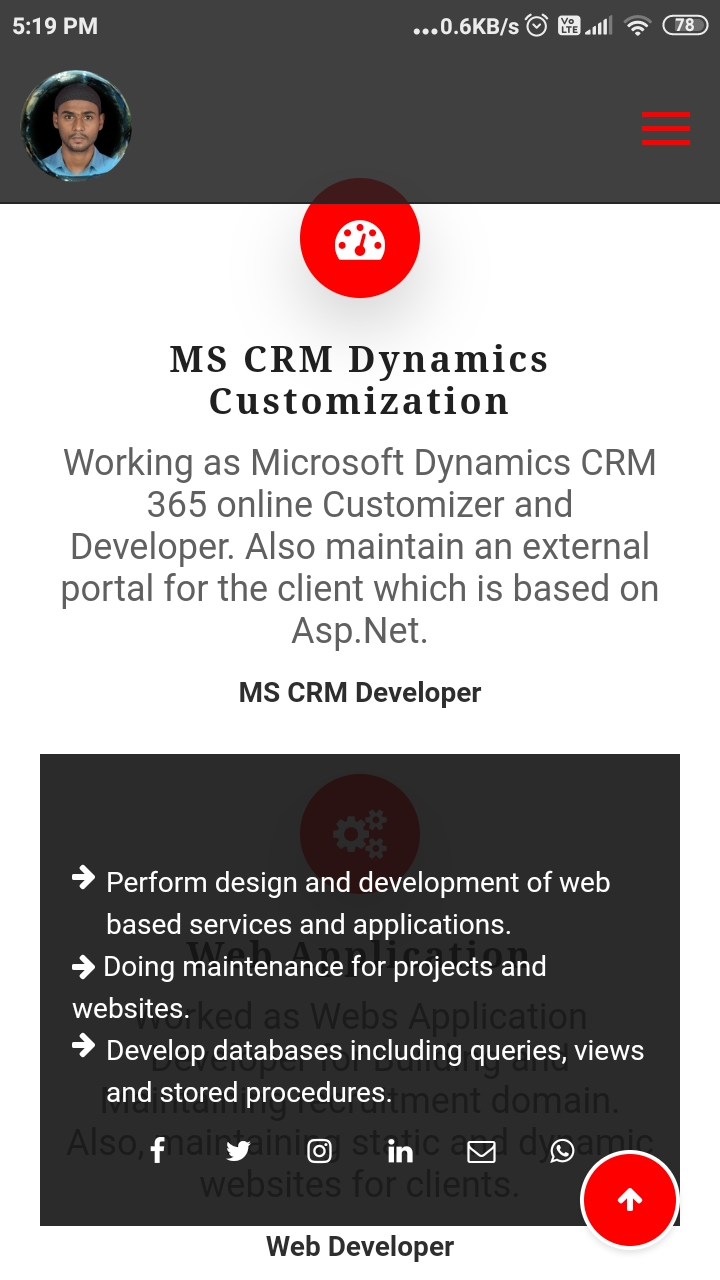 5:19 PM
...0.6KB/s
Vo LTE
78
MS CRM Dynamics
Customization
Working as Microsoft Dynamics CRM
365 online Customizer and
Developer. Also maintain an external
portal for the client which is based on
Asp.Net.
MS CRM Developer
Perform design and development of web
based services and applications.
Web Application
Doing maintenance for projects and
websites.
Worked as Webs Application
Develop databases including queries, views
Developer for Building and
and stored procedures.
Maintaining recruitment domain.
Also, maintaining static and dynamic
websites for clients.
Web Developer